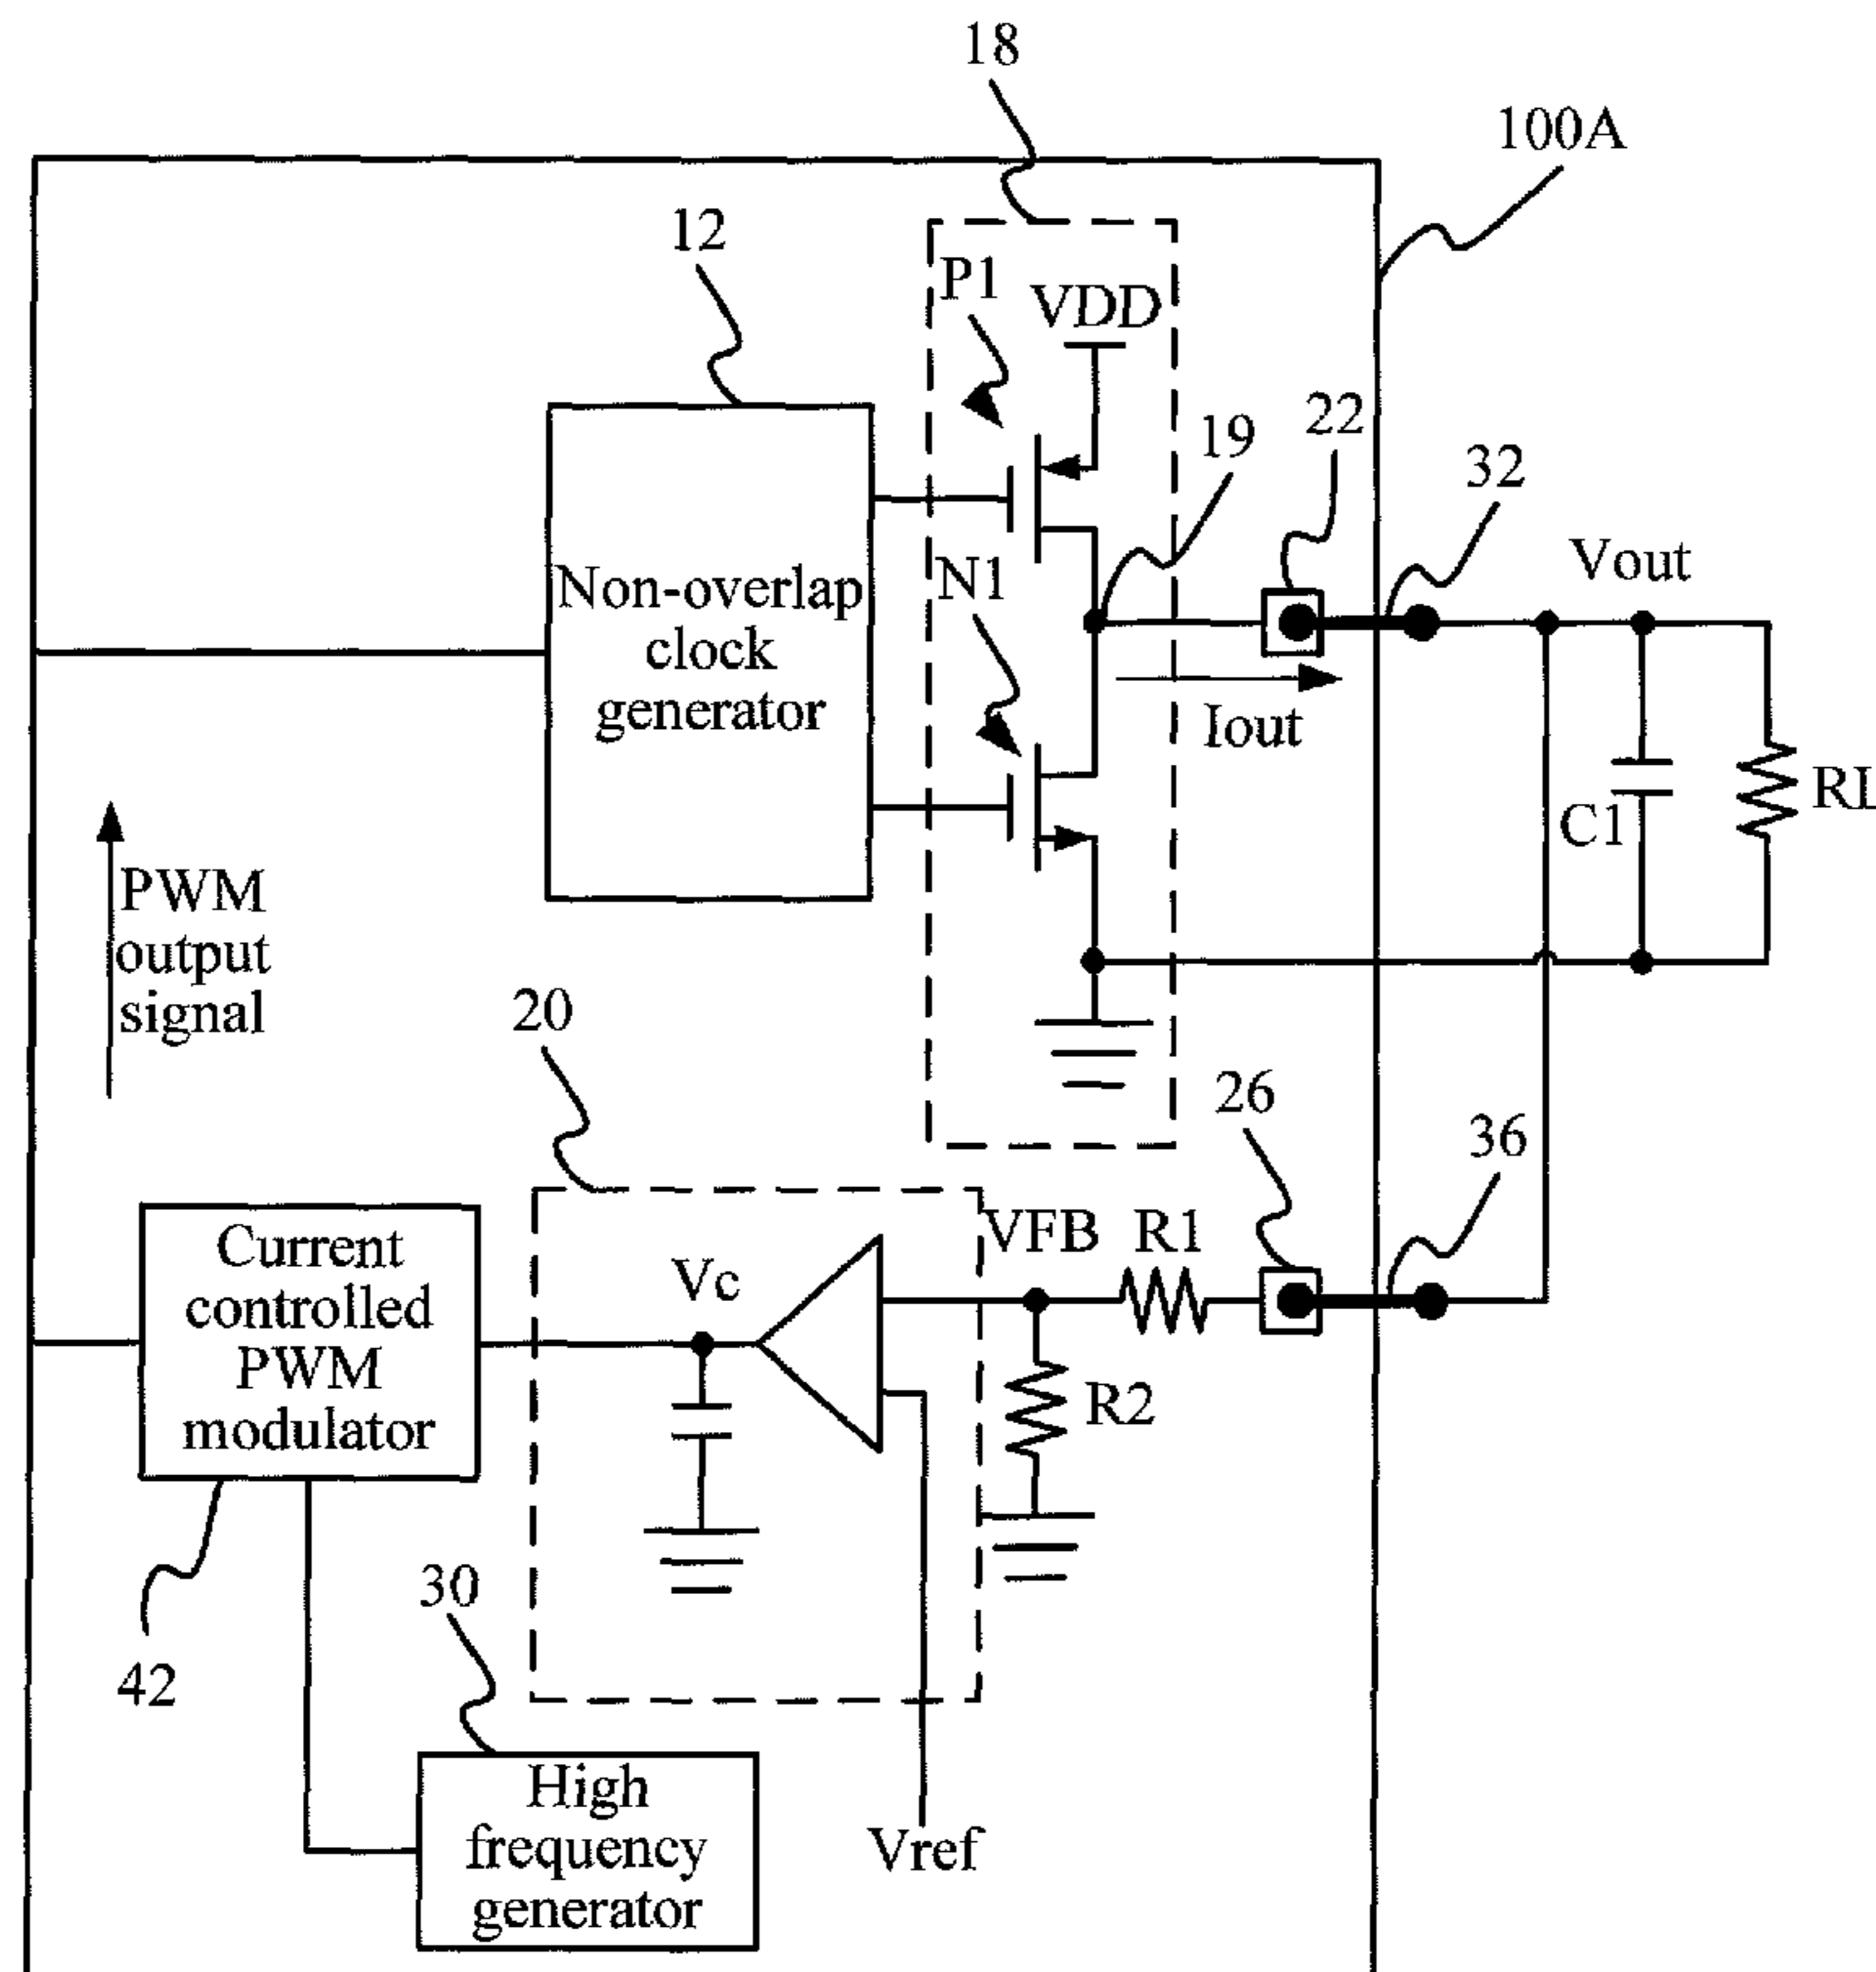 18
100A
12
P1
VDD
22
19
32
Vout
N1
Non-overlap
clock
generator
Iout
C1
RL
PWM
output
signal
20
26
36
VFB
R1
Current
controlled
PWM
modulator
Vc
R2
30
42
High
frequency
generator
Vref